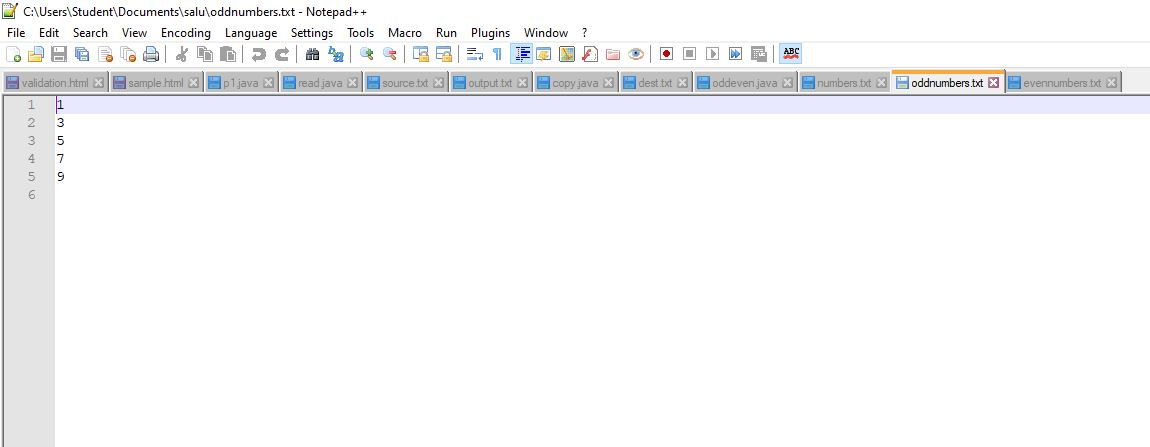 C:\Users\Student\Documents\salu\oddnumbers.txt - Notepad++
File Edit Search View Encoding Language Settings Tools Macro Run Plugins Window ?
ABC
validation.html sample.html p1.java read.java source.txt output.txt copy.java dest.txt oddeven.java numbers.txt oddnumbers.txt evennumbers.txt
1 1
2 3
3 5
4 7
5 9
6